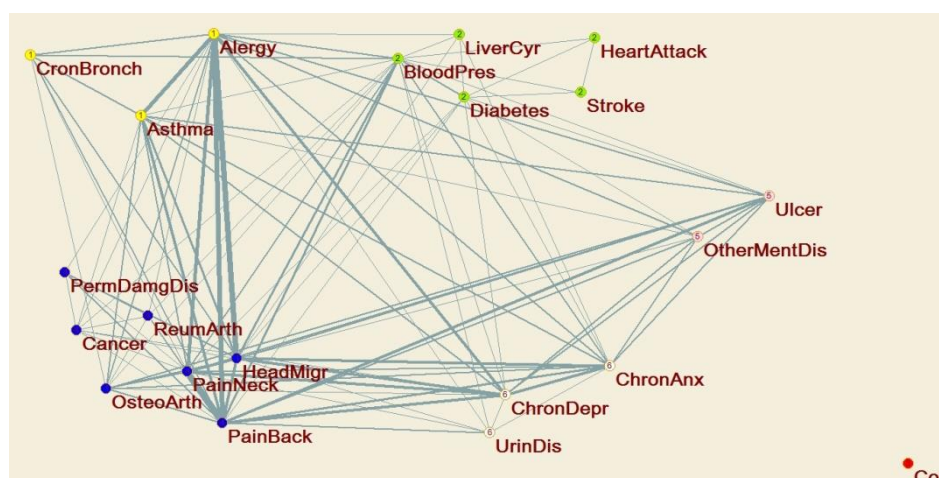 1
Alergy
2
LiverCyr
2
HeartAttack
1
CronBronch
2
BloodPres
2
Diabetes
2
Stroke
1
Asthma
5
Ulcer
5
OtherMentDis
PermDamgDis
ReumArth
Cancer
HeadMigr
PainNeck
OsteoArth
6
ChronAnx
6
ChronDepr
PainBack
6
UrinDis